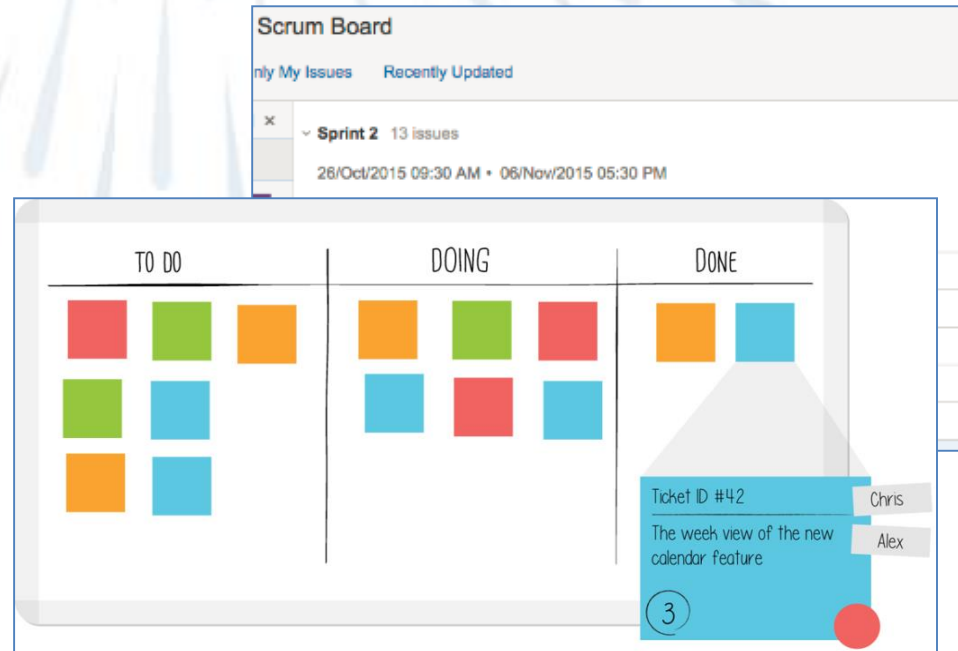 Scrum Board
nly My Issues Recently Updated
Sprint 2 13 issues
26/Oct/2015 09:30 AM • 06/Nov/2015 05:30 PM
TO DO DOING DONE
Ticket ID #42
Chris
The week view of the new
calendar feature
Alex
3